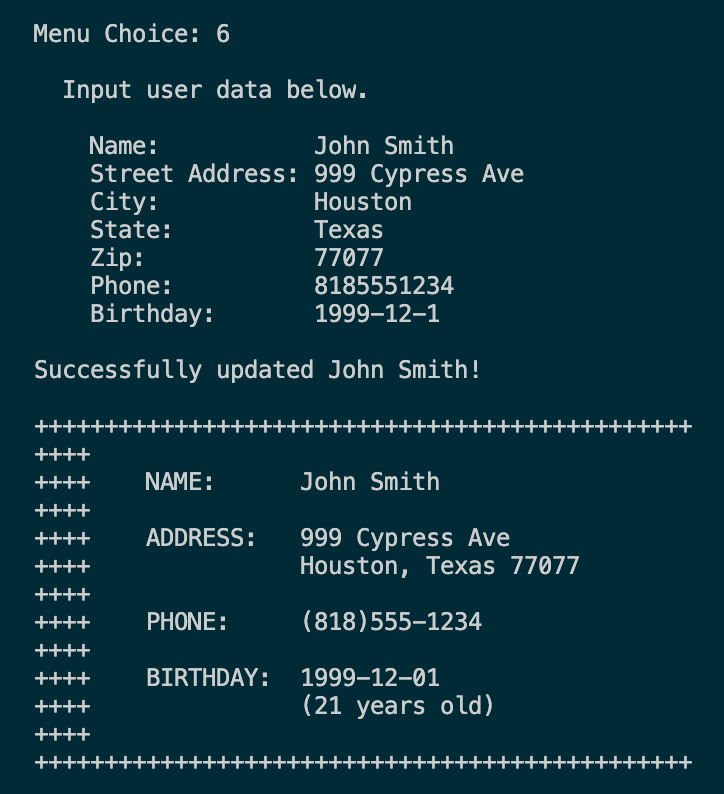 Menu Choice: 6
Input user data below.
Name: John Smith
Street Address: 999 Cypress Ave
City: Houston
State: Texas
Zip: 77077
Phone: 8185551234
Birthday: 1999-12-1
Successfully updated John Smith!
+++++++++++++++++++++++++++++++++++++++++++++++
++++
++++ NAME: John Smith
++++
++++ ADDRESS: 999 Cypress Ave
++++ Houston, Texas 77077
++++
++++ PHONE: (818)555-1234
++++
++++ BIRTHDAY: 1999-12-01
++++ (21 years old)
++++
+++++++++++++++++++++++++++++++++++++++++++++++